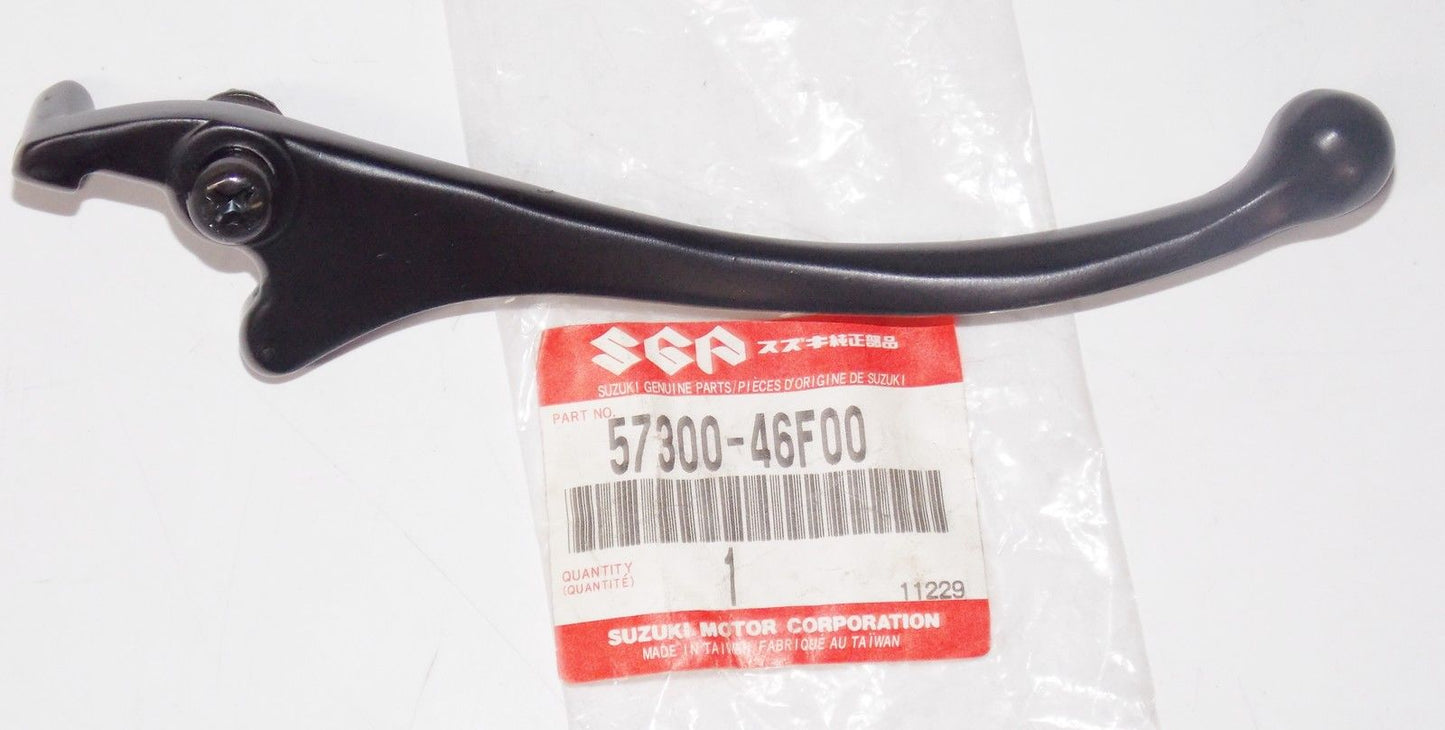 SGP スズキ純正部品
SUZUKI GENUINE PARTS/PIECES D'ORIGINE DE SUZUKI
PART NO.
57300-46F00
QUANTITY
(QUANTITÉ)
1
11229
SUZUKI MOTOR CORPORATION
MADE IN TAIWAN FABRIQUÉ AU TAÏWAN